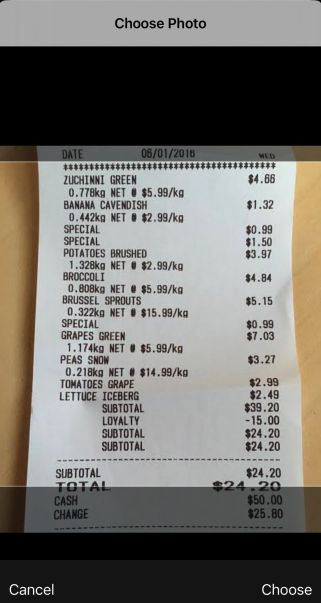 Choose Photo
DATE 06/01/2016 WED
************************************************
ZUCHINNI GREEN $4.66
0.778kg NET @ $5.99/kg
BANANA CAVENDISH $1.32
0.442kg NET @ $2.99/kg
SPECIAL $0.99
SPECIAL $1.50
POTATOES BRUSHED $3.97
1.328kg NET @ $2.99/kg
BROCCOLI $4.84
0.808kg NET @ $5.99/kg
BRUSSEL SPROUTS $5.15
0.322kg NET @ $15.99/kg
SPECIAL $0.99
GRAPES GREEN $7.03
1.174kg NET @ $5.99/kg
PEAS SNOW $3.27
0.218kg NET @ $14.99/kg
TOMATOES GRAPE $2.99
LETTUCE ICEBERG $2.49
SUBTOTAL $39.20
LOYALTY -15.00
SUBTOTAL $24.20
SUBTOTAL $24.20
------------------------------------------------
SUBTOTAL $24.20
TOTAL $24.20
CASH $50.00
CHANGE $25.80
------------------------------------------------
Cancel Choose